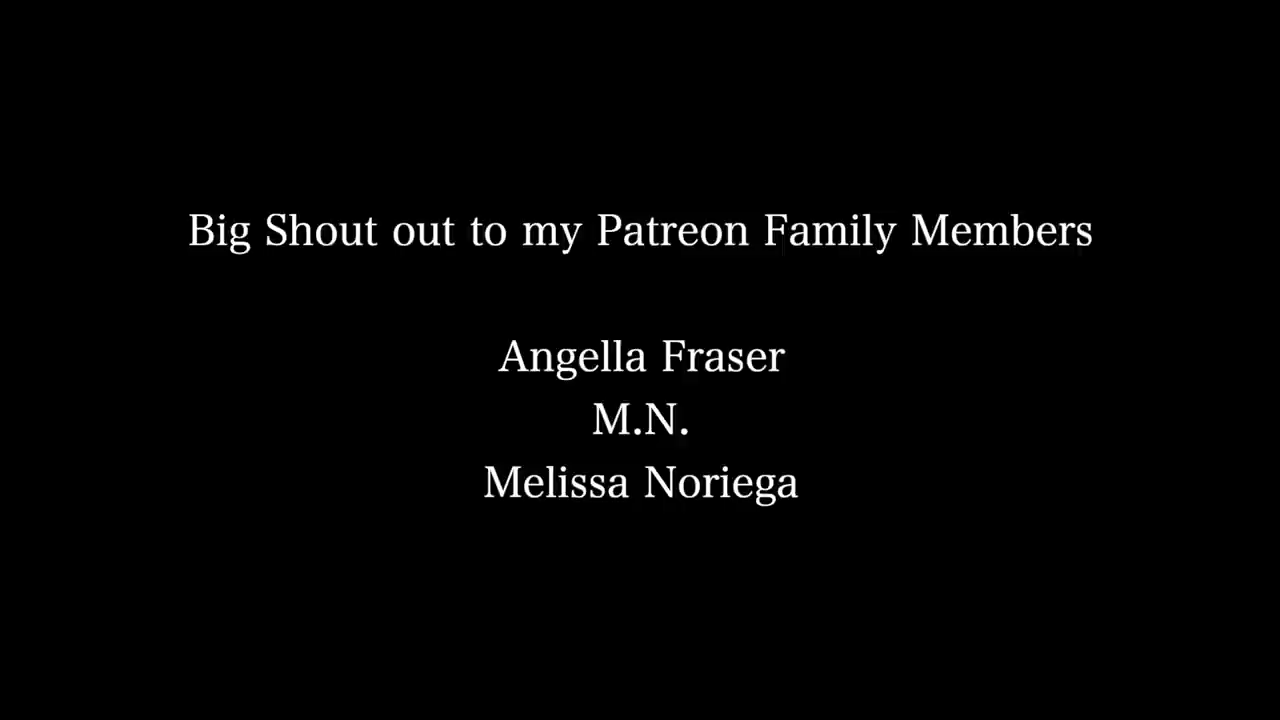 Big Shout out to my Patreon Family Members
Angella Fraser
M.N.
Melissa Noriega